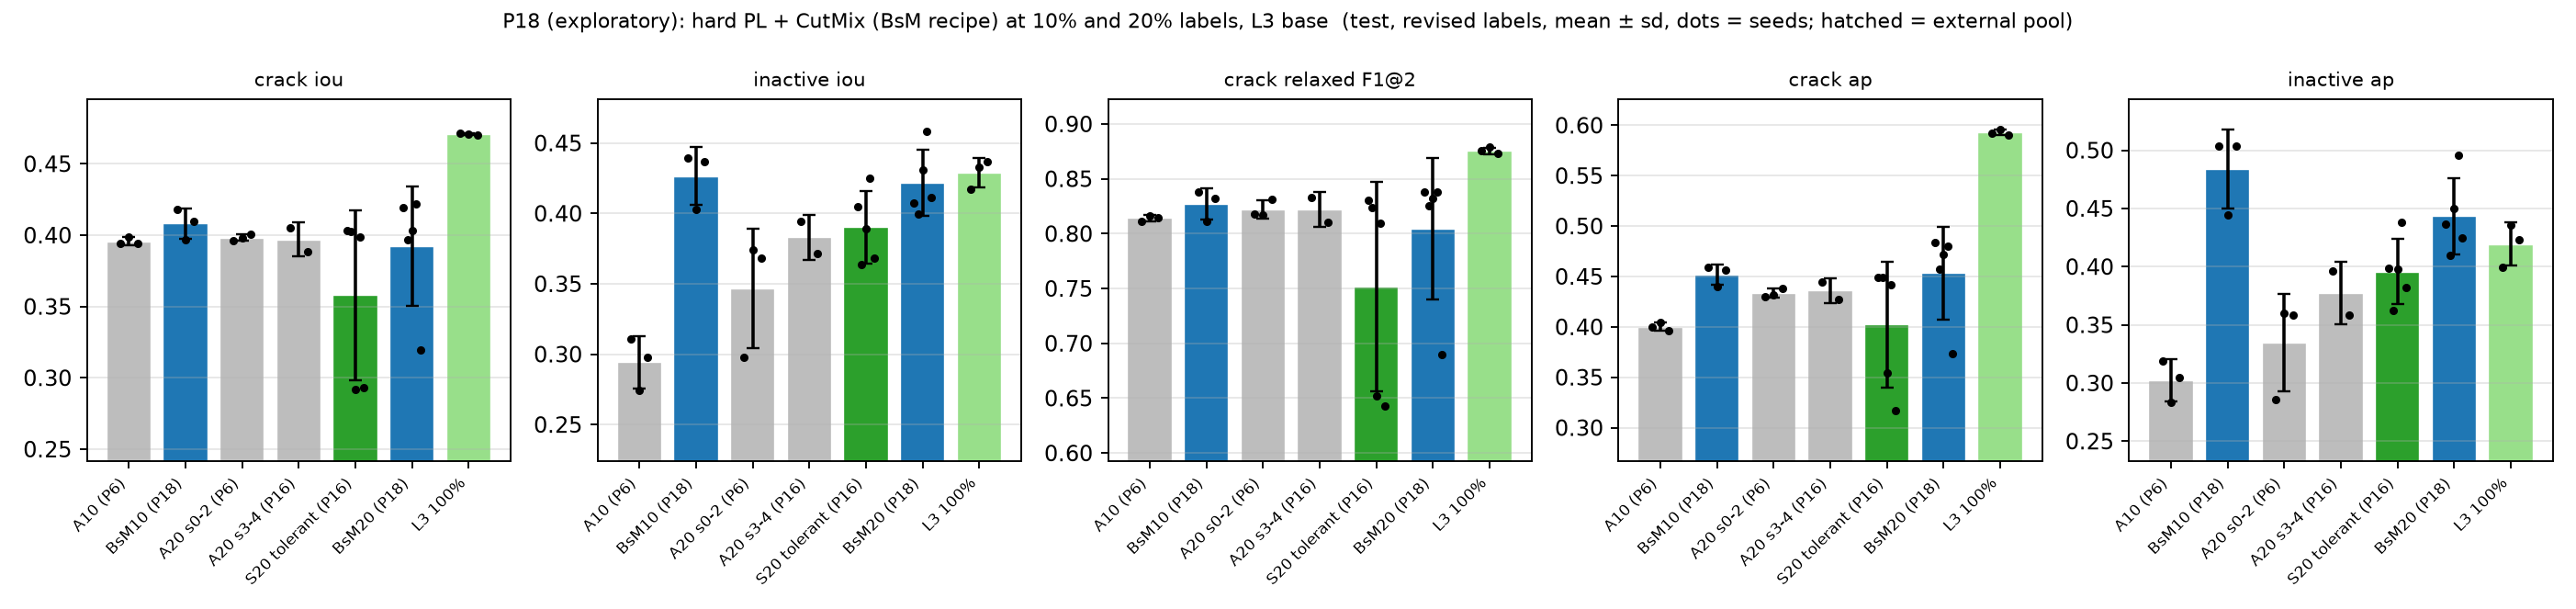 P18 (exploratory): hard PL + CutMix (BsM recipe) at 10% and 20% labels, L3 base  (test, revised labels, mean ± sd, dots = seeds; hatched = external pool)
crack iou
0.45
0.40
0.35
0.30
0.25
A10 (P6)
BsM10 (P18)
A20 s0-2 (P6)
A20 s3-4 (P16)
S20 tolerant (P16)
BsM20 (P18)
L3 100%
inactive iou
0.45
0.40
0.35
0.30
0.25
A10 (P6)
BsM10 (P18)
A20 s0-2 (P6)
A20 s3-4 (P16)
S20 tolerant (P16)
BsM20 (P18)
L3 100%
crack relaxed F1@2
0.90
0.85
0.80
0.75
0.70
0.65
0.60
A10 (P6)
BsM10 (P18)
A20 s0-2 (P6)
A20 s3-4 (P16)
S20 tolerant (P16)
BsM20 (P18)
L3 100%
crack ap
0.60
0.55
0.50
0.45
0.40
0.35
0.30
A10 (P6)
BsM10 (P18)
A20 s0-2 (P6)
A20 s3-4 (P16)
S20 tolerant (P16)
BsM20 (P18)
L3 100%
inactive ap
0.50
0.45
0.40
0.35
0.30
0.25
A10 (P6)
BsM10 (P18)
A20 s0-2 (P6)
A20 s3-4 (P16)
S20 tolerant (P16)
BsM20 (P18)
L3 100%